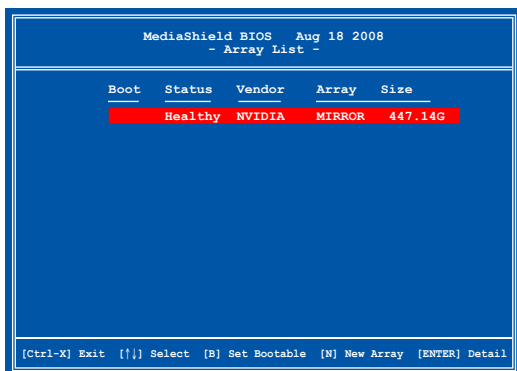 MediaShield BIOS Aug 18 2008
- Array List -
Boot Status Vendor Array Size
Healthy NVIDIA MIRROR 447.14G
[Ctrl-X] Exit [↑↓] Select [B] Set Bootable [N] New Array [ENTER] Detail